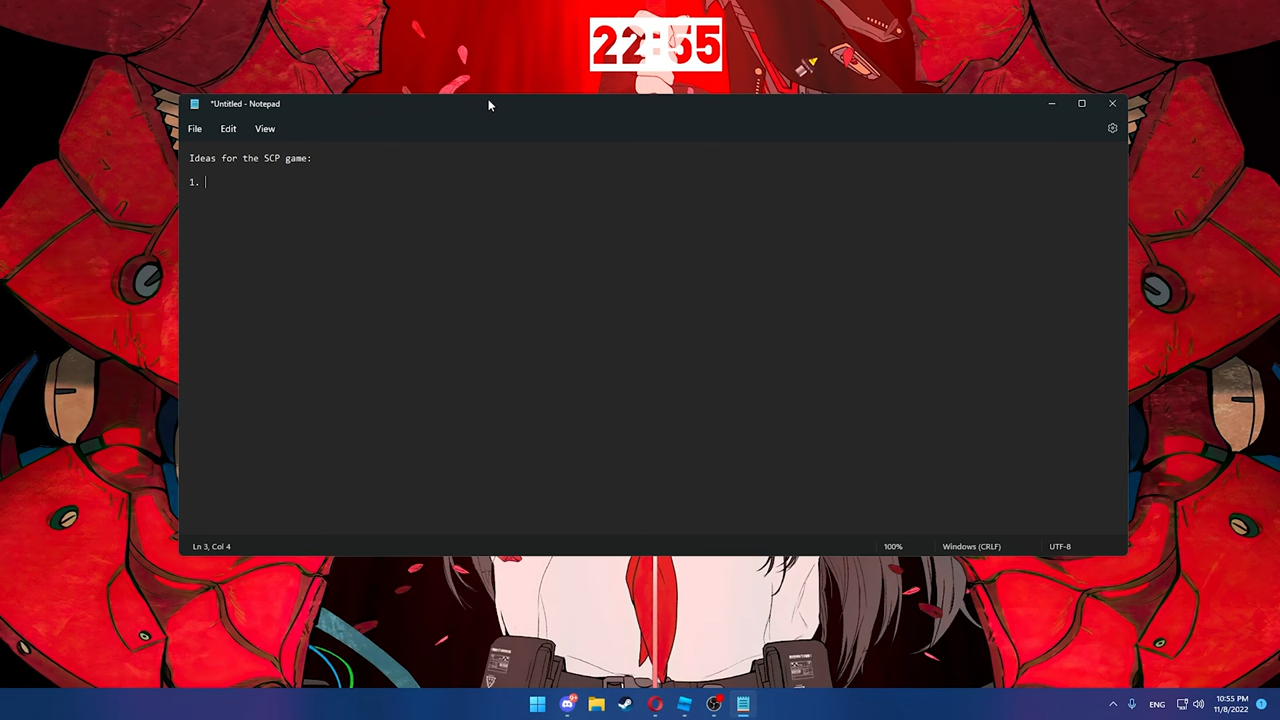 22:55
*Untitled - Notepad
File Edit View
Ideas for the SCP game:
1.
Ln 3, Col 4 100% Windows (CRLF) UTF-8
ENG 10:55 PM
11/8/2022 1